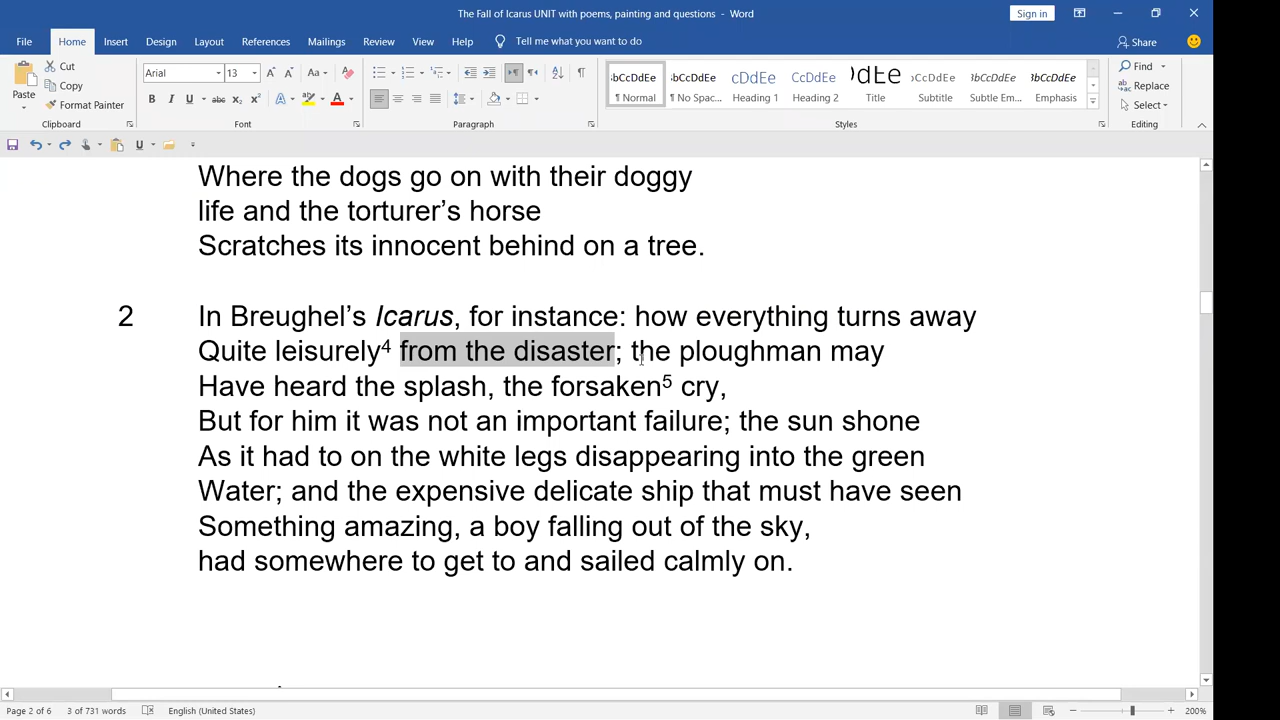 The Fall of Icarus UNIT with poems, painting and questions - Word
Sign in
File Home Insert Design Layout References Mailings Review View Help Tell me what you want to do Share
Paste
Cut
Copy
Format Painter
Clipboard
Arial 13
Font
Paragraph
bCcDdEe bCcDdEe cDdEe CcDdEe DdEe CcDdEe bCcDdEe bCcDdEe
¶ Normal ¶ No Spac... Heading 1 Heading 2 Title Subtitle Subtle Em... Emphasis
Styles
Find
Replace
Select
Editing
Where the dogs go on with their doggy
life and the torturer’s horse
Scratches its innocent behind on a tree.
2 In Breughel’s Icarus, for instance: how everything turns away
Quite leisurely4 from the disaster; the ploughman may
Have heard the splash, the forsaken5 cry,
But for him it was not an important failure; the sun shone
As it had to on the white legs disappearing into the green
Water; and the expensive delicate ship that must have seen
Something amazing, a boy falling out of the sky,
had somewhere to get to and sailed calmly on.
Page 2 of 6 3 of 731 words English (United States) 200%